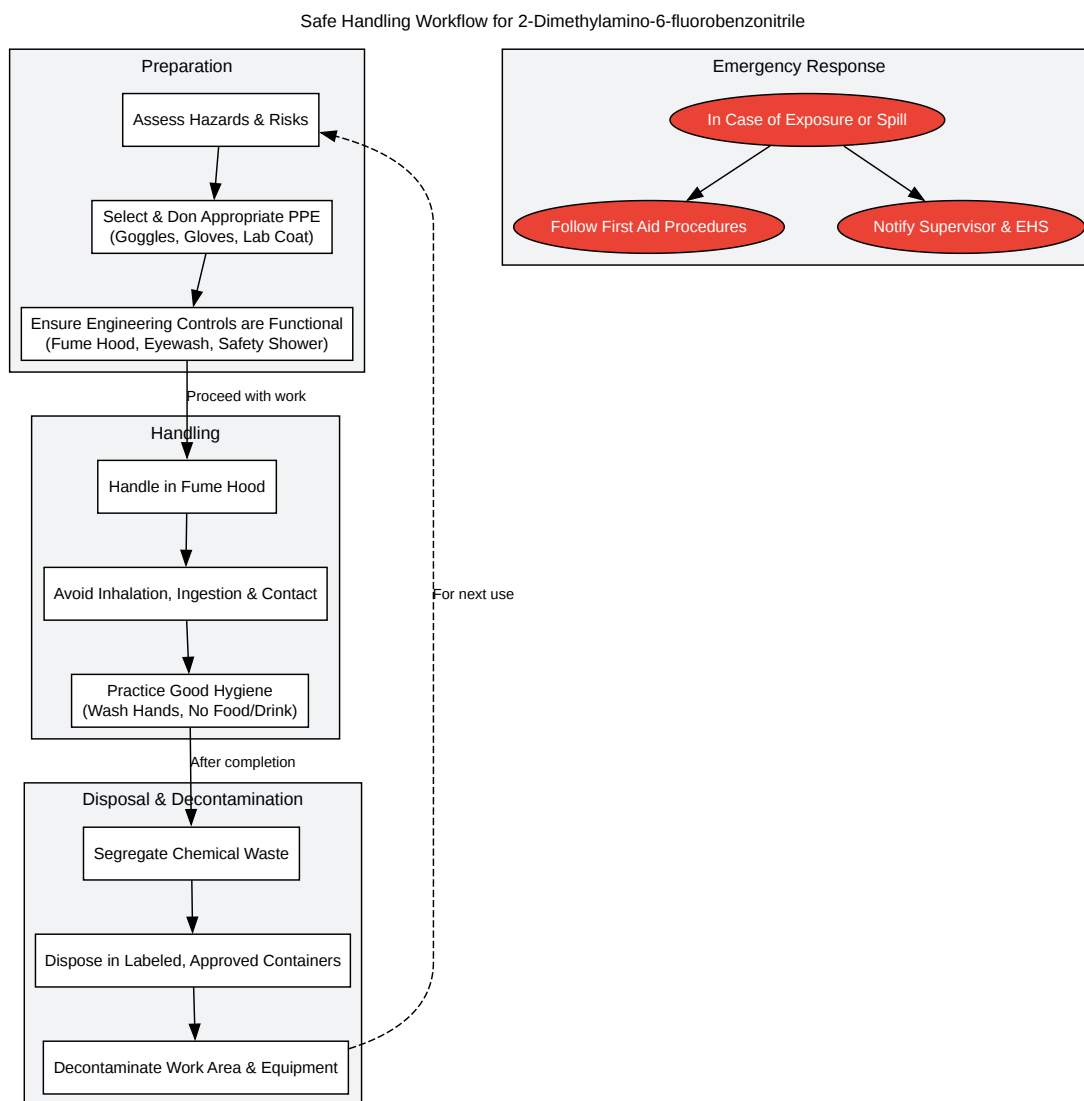 Safe Handling Workflow for 2-Dimethylamino-6-fluorobenzonitrile
Preparation
Assess Hazards & Risks
Select & Don Appropriate PPE
(Goggles, Gloves, Lab Coat)
Ensure Engineering Controls are Functional
(Fume Hood, Eyewash, Safety Shower)
Proceed with work
Handling
Handle in Fume Hood
Avoid Inhalation, Ingestion & Contact
Practice Good Hygiene
(Wash Hands, No Food/Drink)
After completion
Disposal & Decontamination
Segregate Chemical Waste
Dispose in Labeled, Approved Containers
Decontaminate Work Area & Equipment
For next use
Emergency Response
In Case of Exposure or Spill
Follow First Aid Procedures
Notify Supervisor & EHS